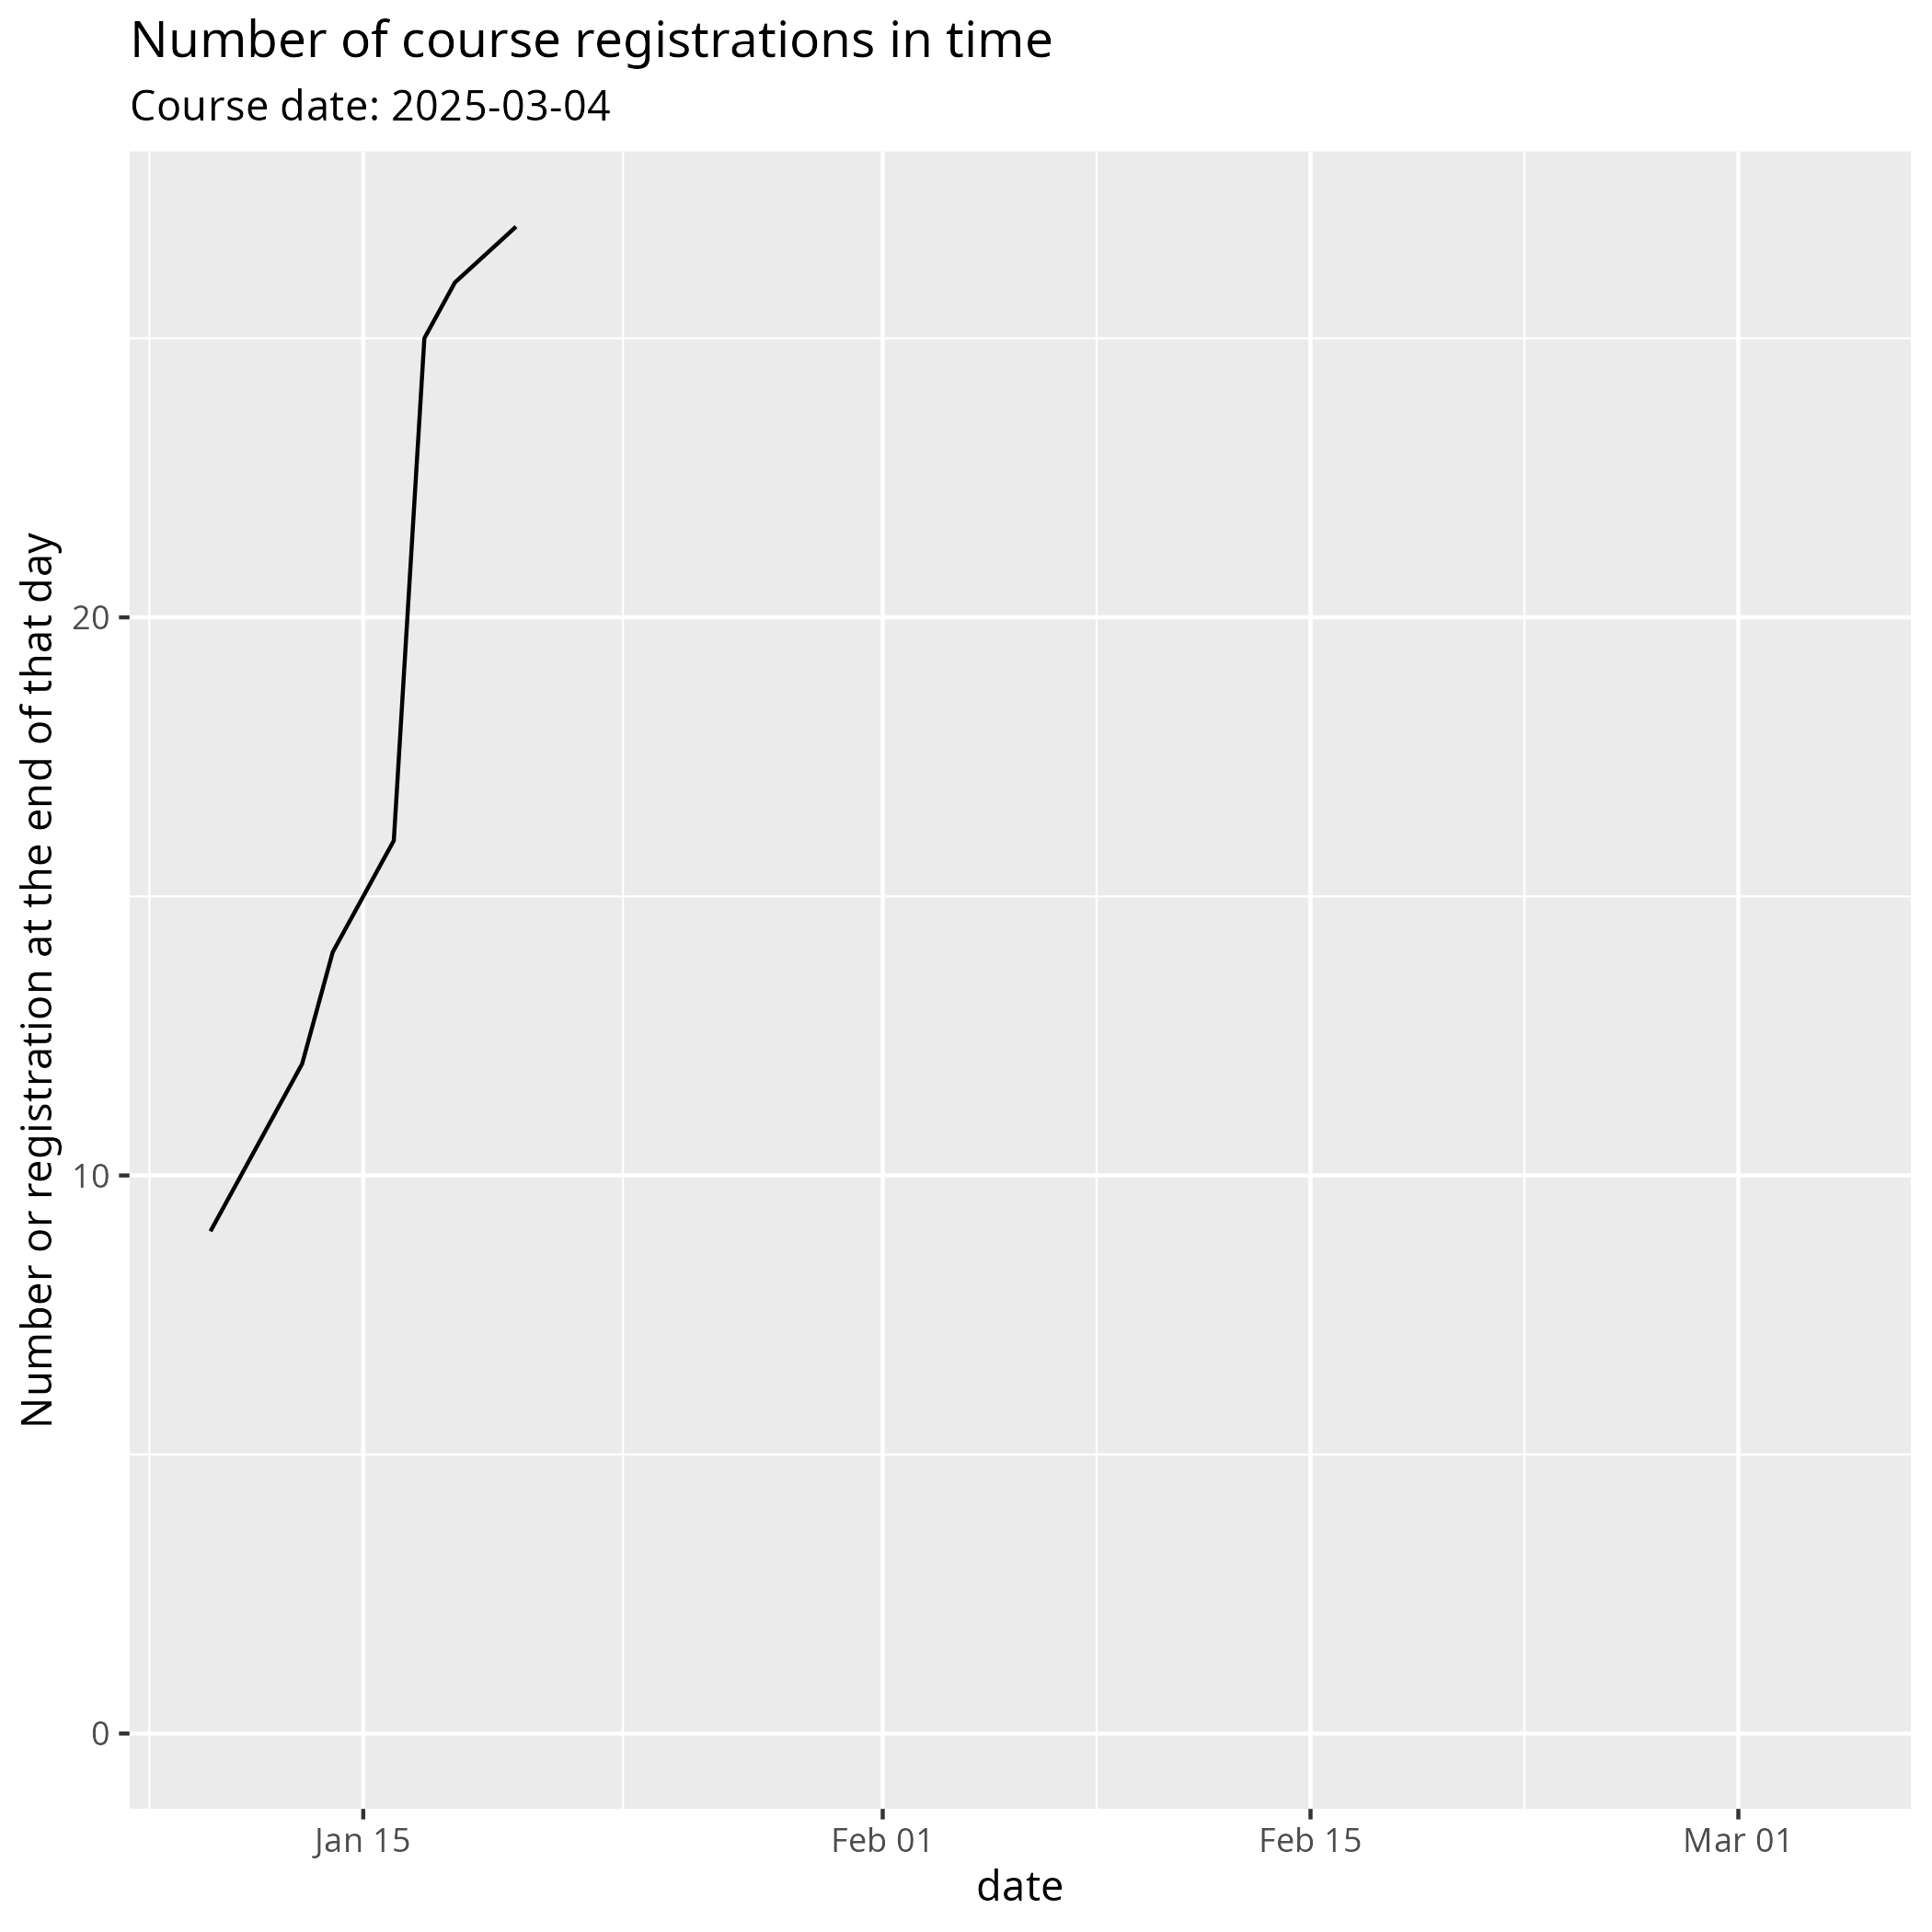 Number of course registrations in time
Course date: 2025-03-04
Number or registration at the end of that day
20
10
0
Jan 15
Feb 01
Feb 15
Mar 01
date